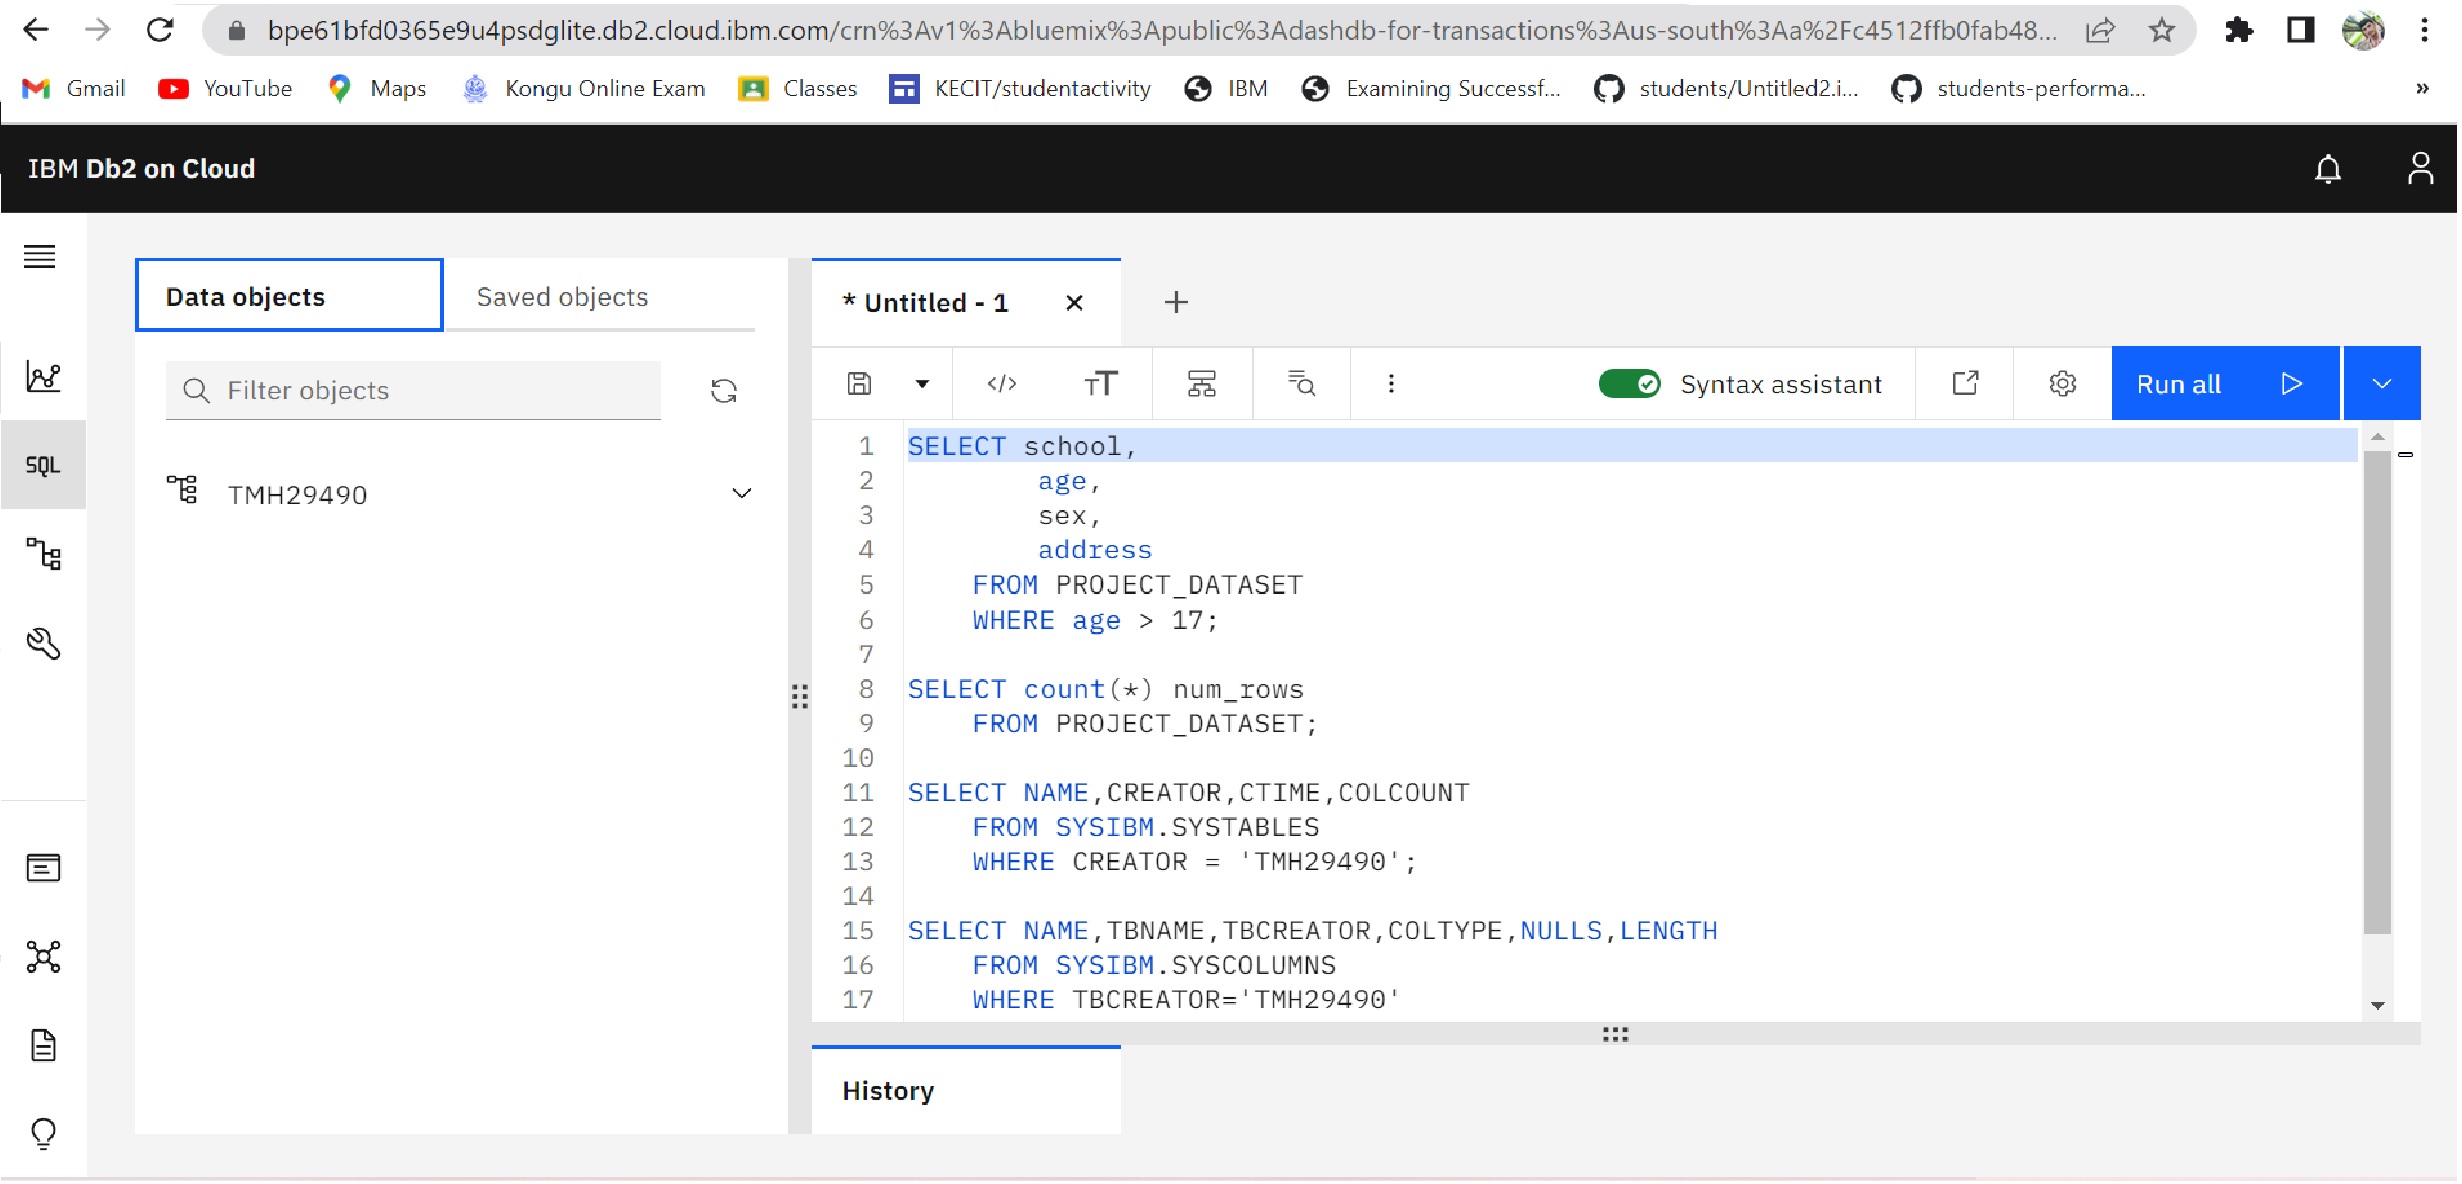 bpe61bfd0365e9u4psdglite.db2.cloud.ibm.com/crn%3Av1%3Abluemix%3Apublic%3Adashdb-for-transactions%3Aus-south%3Aa%2Fc4512ffb0fab48...
Gmail YouTube Maps Kongu Online Exam Classes KECIT/studentactivity IBM Examining Successf... students/Untitled2.i... students-performa... »
IBM Db2 on Cloud
Data objects Saved objects
Filter objects
SQL
TMH29490
* Untitled - 1
</> TT Syntax assistant Run all
1 SELECT school,
2 age,
3 sex,
4 address
5 FROM PROJECT_DATASET
6 WHERE age > 17;
7
8 SELECT count(*) num_rows
9 FROM PROJECT_DATASET;
10
11 SELECT NAME,CREATOR,CTIME,COLCOUNT
12 FROM SYSIBM.SYSTABLES
13 WHERE CREATOR = 'TMH29490';
14
15 SELECT NAME,TBNAME,TBCREATOR,COLTYPE,NULLS,LENGTH
16 FROM SYSIBM.SYSCOLUMNS
17 WHERE TBCREATOR='TMH29490'
History